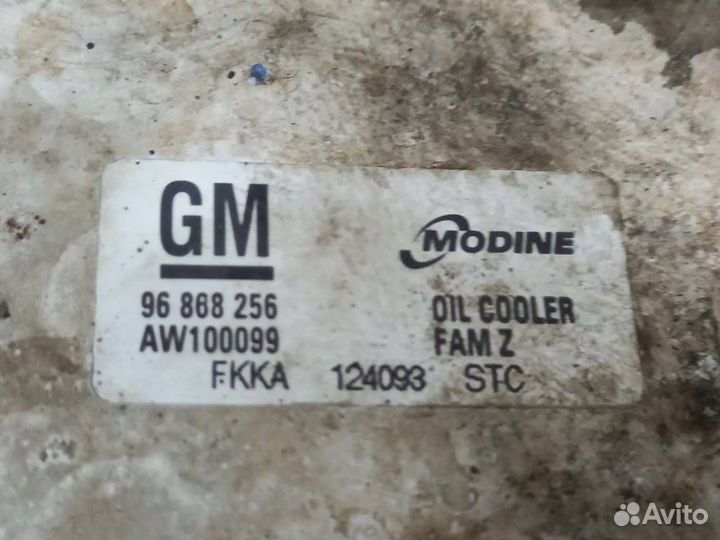 GM
MODINE
96 868 256
OIL COOLER
AW100099
FAM Z
FKKA 124093 STC
Avito